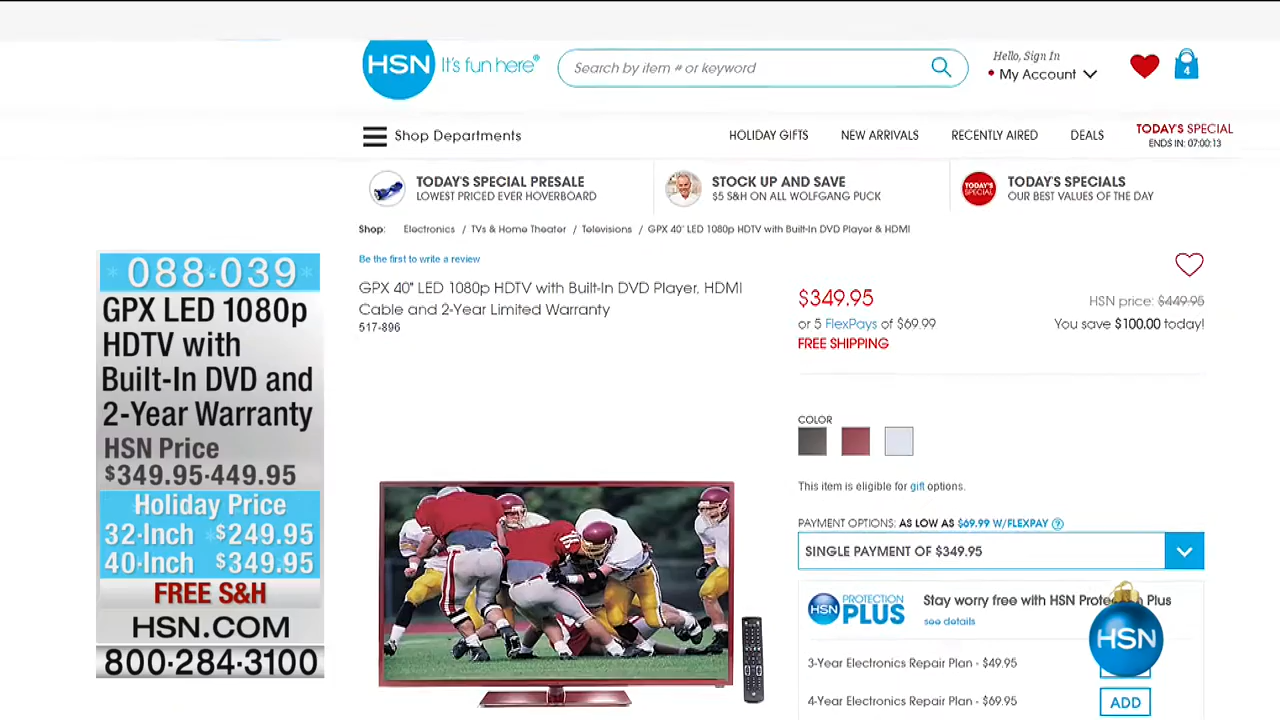 HSN It's fun here®
Search by item # or keyword
Hello, Sign In
My Account
4
Shop Departments
HOLIDAY GIFTS
NEW ARRIVALS
RECENTLY AIRED
DEALS
TODAY'S SPECIAL
ENDS IN: 07:00:13
TODAY'S SPECIAL PRESALE
LOWEST PRICED EVER HOVERBOARD
STOCK UP AND SAVE
$5 S&H ON ALL WOLFGANG PUCK
TODAY'S SPECIAL
TODAY'S SPECIALS
OUR BEST VALUES OF THE DAY
Shop: Electronics / TVs & Home Theater / Televisions / GPX 40" LED 1080p HDTV with Built-In DVD Player & HDMI
Be the first to write a review
GPX 40" LED 1080p HDTV with Built-In DVD Player, HDMI
Cable and 2-Year Limited Warranty
517-896
$349.95
HSN price: $449.95
or 5 FlexPays of $69.99
You save $100.00 today!
FREE SHIPPING
COLOR
This item is eligible for gift options.
PAYMENT OPTIONS: AS LOW AS $69.99 W/FLEXPAY ?
SINGLE PAYMENT OF $349.95
HSN PROTECTION PLUS
Stay worry free with HSN Protection Plus
see details
3-Year Electronics Repair Plan - $49.95
4-Year Electronics Repair Plan - $69.95
ADD
HSN
088·039
GPX LED 1080p
HDTV with
Built-In DVD and
2-Year Warranty
HSN Price
$349.95-449.95
Holiday Price
32-Inch $249.95
40-Inch $349.95
FREE S&H
HSN.COM
800·284·3100